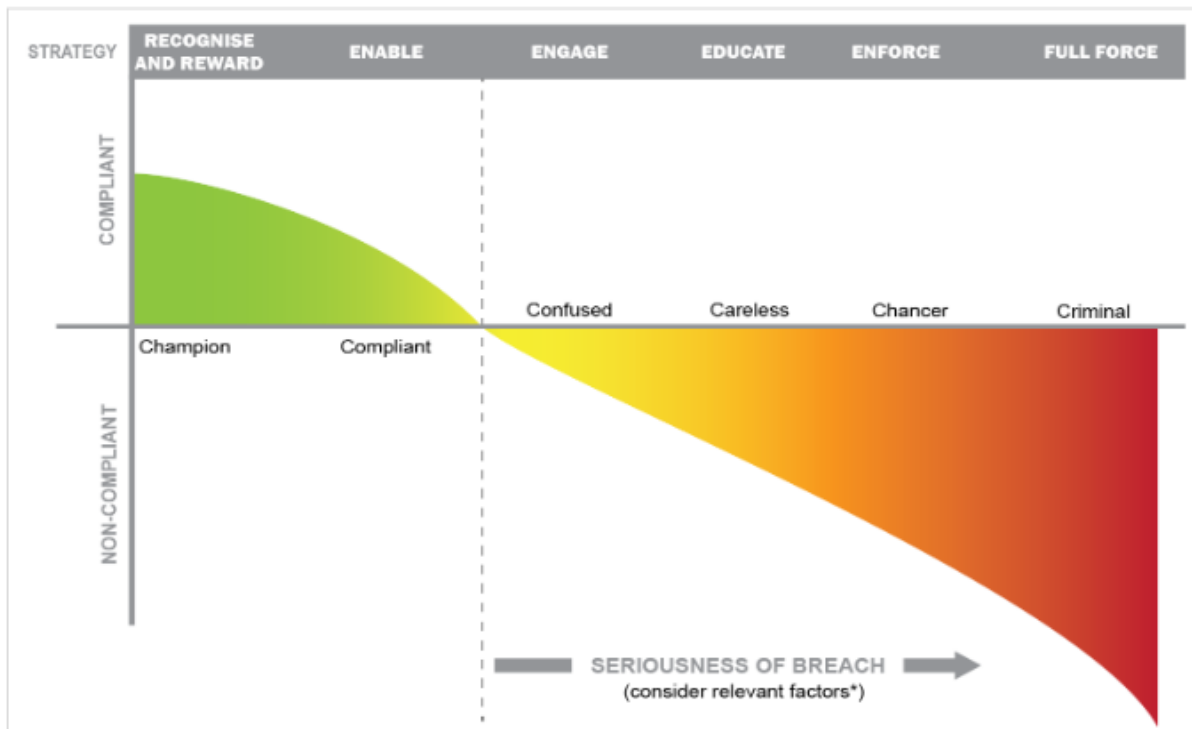 STRATEGY
RECOGNISE
AND REWARD
ENABLE
ENGAGE
EDUCATE
ENFORCE
FULL FORCE
COMPLIANT
Confused
Careless
Chancer
Criminal
Champion
Compliant
NON-COMPLIANT
SERIOUSNESS OF BREACH
(consider relevant factors*)